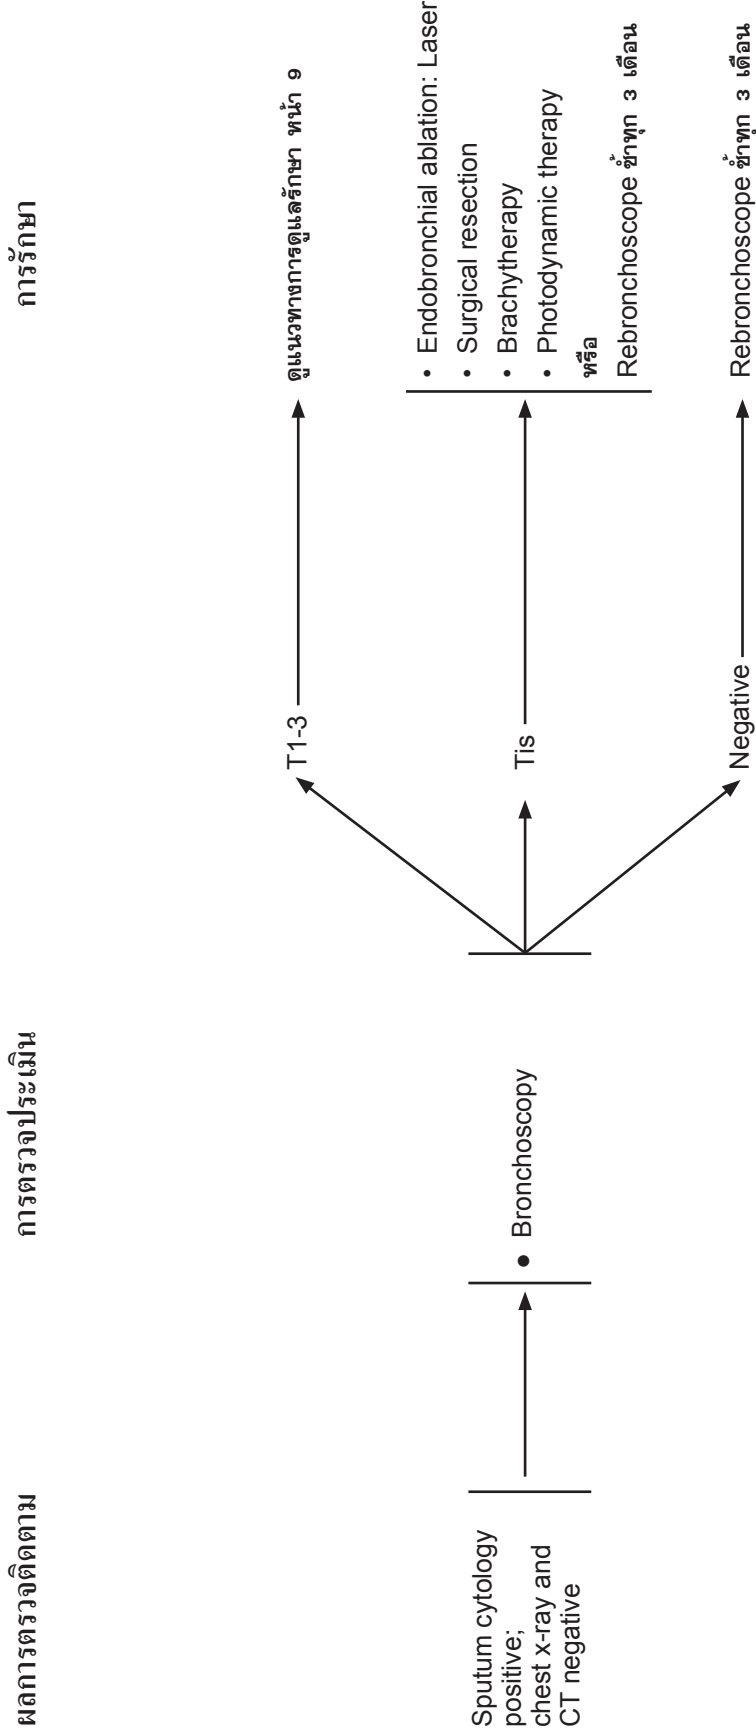 ผลการตรวจติดตาม
การตรวจประเมิน
การรักษา
Sputum cytology
positive;
chest x-ray and
CT negative
• Bronchoscopy
T1-3
ดูแนวทางการดูแลรักษา หน้า 9
Tis
• Endobronchial ablation: Laser
• Surgical resection
• Brachytherapy
• Photodynamic therapy
หรือ
Rebronchoscope ซ้ำทุก 3 เดือน
Negative
Rebronchoscope ซ้ำทุก 3 เดือน